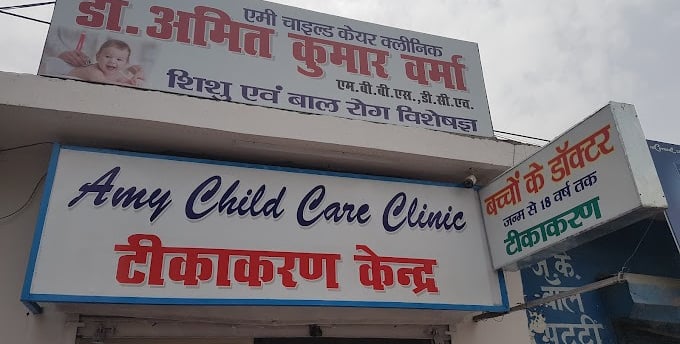 एमी चाइल्ड केयर क्लीनिक
डा. अमित कुमार वर्मा
एम.बी.बी.एस.,डी.सी.एच.
शिशु एवं बाल रोग विशेषज्ञ
Amy Child Care Clinic
टीकाकरण केन्द्र
बच्चों के डॉक्टर
जन्म से 18 वर्ष तक
टीकाकरण
जे.के.
वॉल
पुट्टी